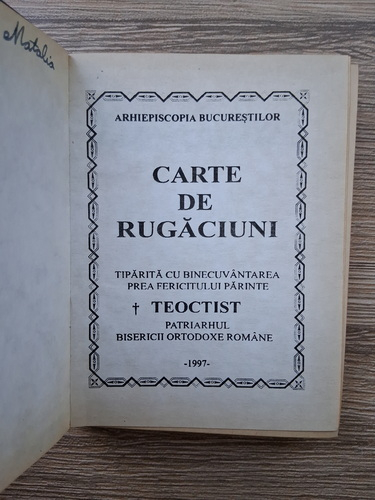 Natalia
ARHIEPISCOPIA BUCUREȘTILOR
CARTE
DE
RUGĂCIUNI
TIPĂRITĂ CU BINECUVÂNTAREA
PREA FERICITULUI PĂRINTE
† TEOCTIST
PATRIARHUL
BISERICII ORTODOXE ROMÂNE
-1997-